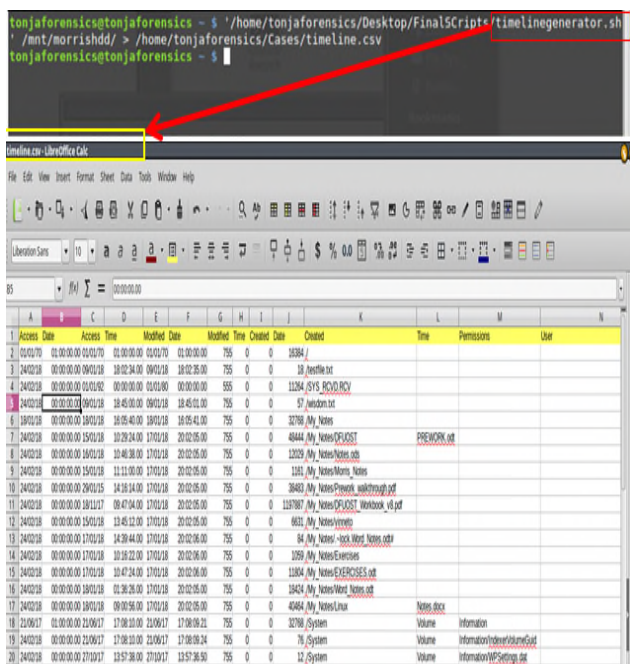 tonjaforensics@tonjaforensics ~ $ '/home/tonjaforensics/Desktop/FinalSCripts/timelinegenerator.sh
' /mnt/morrishdd/ > /home/tonjaforensics/Cases/timeline.csv
tonjaforensics@tonjaforensics ~ $
timeline.csv - LibreOffice Calc
File Edit View Insert Format Sheet Data Tools Window Help
Liberation Sans 10
B5 f(x) Σ = 00:00:00.00
A B C D E F G H I J K L M N
1 Access Date Access Time Modified Date Modified Time Created Date Created Time Permissions User
2 01/01/70 01:00:00.00 01/01/70 01:00:00.00 01/01/70 01:00:00.00 755 0 0 16384 /
3 24/02/18 00:00:00.00 09/01/18 18:02:34.00 09/01/18 18:02:35.00 755 0 0 18 /testfile.txt
4 24/02/18 00:00:00.00 01/01/92 00:00:00.00 01/01/80 00:00:00.00 555 0 0 11264 /SYS_RCVD.RCV
5 24/02/18 00:00:00.00 09/01/18 18:45:00.00 09/01/18 18:45:01.00 755 0 0 57 /wisdom.txt
6 18/01/18 00:00:00.00 18/01/18 16:05:40.00 18/01/18 16:05:41.00 755 0 0 32768 /My_Notes
7 24/02/18 00:00:00.00 15/01/18 10:29:24.00 17/01/18 20:02:05.00 755 0 0 48444 /My_Notes/DFUOST PREWORK.odt
8 24/02/18 00:00:00.00 16/01/18 10:46:38.00 17/01/18 20:02:05.00 755 0 0 12029 /My_Notes/Notes.ods
9 24/02/18 00:00:00.00 15/01/18 11:11:00.00 17/01/18 20:02:05.00 755 0 0 1161 /My_Notes/Morris_Notes
10 24/02/18 00:00:00.00 29/01/15 14:16:14.00 17/01/18 20:02:05.00 755 0 0 38483 /My_Notes/Prework_walkthrough.pdf
11 24/02/18 00:00:00.00 18/11/17 09:47:04.00 17/01/18 20:02:05.00 755 0 0 1197887 /My_Notes/DFUOST_Workbook_v8.pdf
12 24/02/18 00:00:00.00 15/01/18 13:45:12.00 17/01/18 20:02:05.00 755 0 0 6631
13 24/02/18 00:00:00.00 17/01/18 14:39:44.00 17/01/18 20:02:06.00 755 0 0 84 /My_Notes/.~lock.Word_Notes.odt#
14 24/02/18 00:00:00.00 17/01/18 10:16:22.00 17/01/18 20:02:06.00 755 0 0 1059 /My_Notes/Exercises
15 24/02/18 00:00:00.00 17/01/18 10:47:24.00 17/01/18 20:02:06.00 755 0 0 11804 /My_Notes/EXERCISES.odt
16 24/02/18 00:00:00.00 18/01/18 01:36:26.00 17/01/18 20:02:05.00 755 0 0 18424 /My_Notes/Word_Notes.odt
17 24/02/18 00:00:00.00 18/01/18 09:00:56.00 17/01/18 20:02:05.00 755 0 0 40464 /My_Notes/Linux Notes.docx
18 21/06/17 01:00:00.00 21/06/17 17:08:10.00 21/06/17 17:08:09.21 755 0 0 32768 /System Volume Information
19 24/02/18 00:00:00.00 21/06/17 17:08:10.00 21/06/17 17:08:09.24 755 0 0 76 /System Volume Information/IndexerVolumeGuid
20 24/02/18 00:00:00.00 27/10/17 13:57:38.00 27/10/17 13:57:36.50 755 0 0 12 /System Volume Information/WPSettings.dat